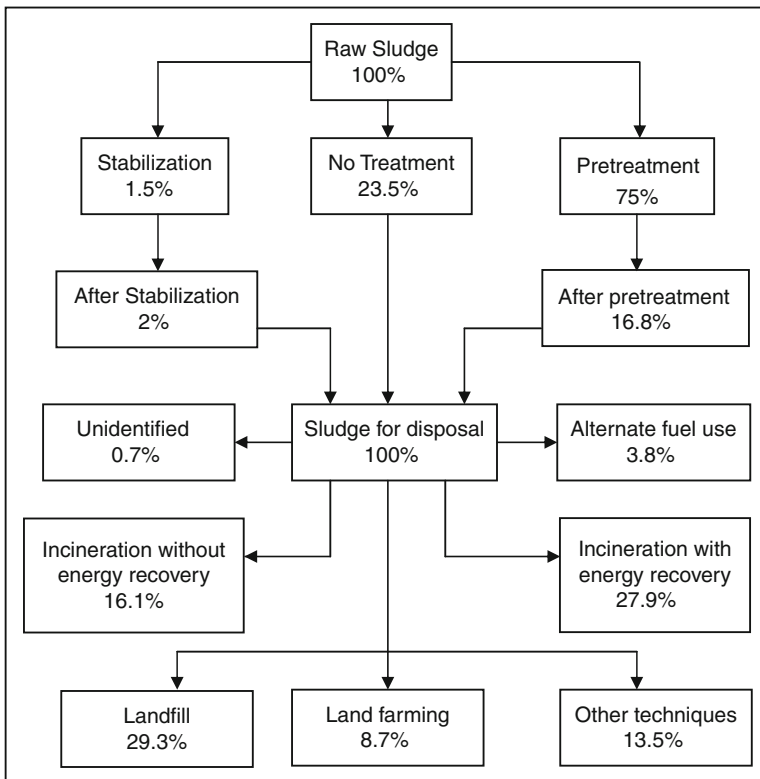 Raw Sludge
100%
Stabilization
1.5%
No Treatment
23.5%
Pretreatment
75%
After Stabilization
2%
After pretreatment
16.8%
Unidentified
0.7%
Sludge for disposal
100%
Alternate fuel use
3.8%
Incineration without
energy recovery
16.1%
Incineration with
energy recovery
27.9%
Landfill
29.3%
Land farming
8.7%
Other techniques
13.5%